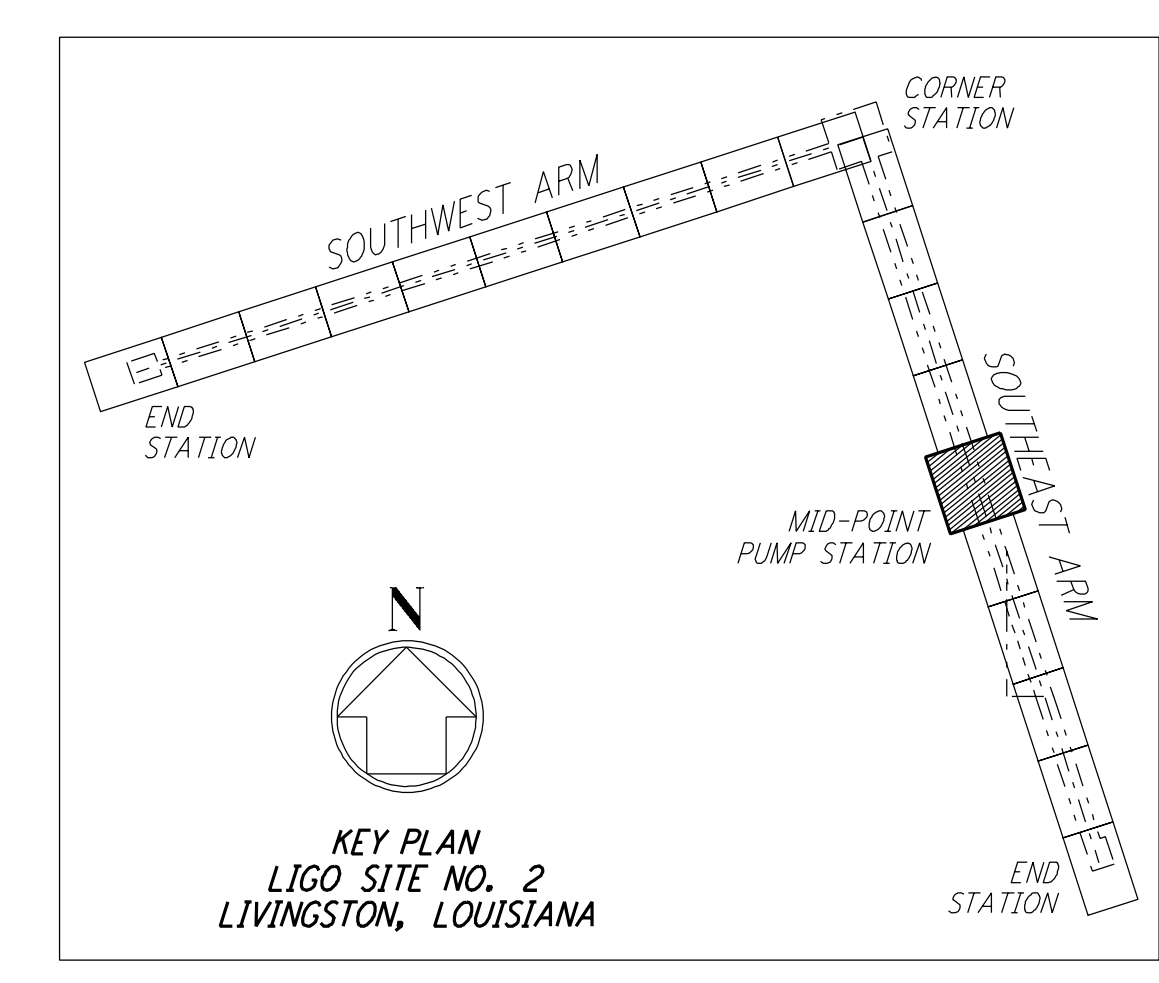 CORNER
STATION
SOUTHWEST ARM
END
STATION
SOUTHEAST ARM
MID-POINT
PUMP STATION
N
KEY PLAN
LIGO SITE NO. 2
LIVINGSTON, LOUISIANA
END
STATION